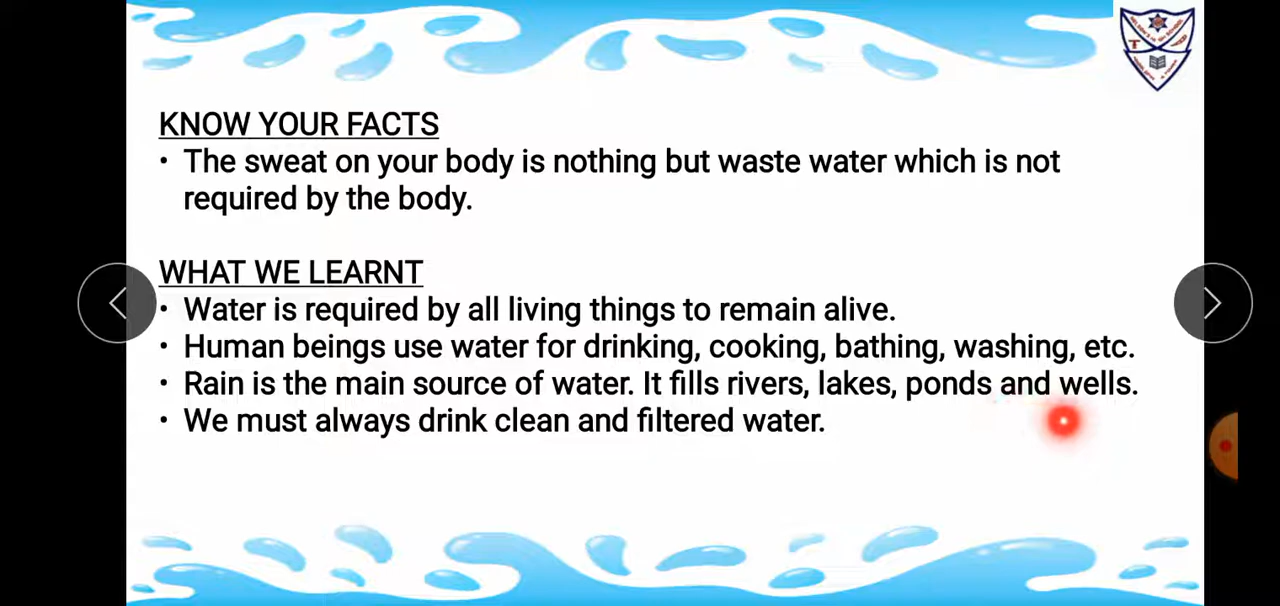 KNOW YOUR FACTS
• The sweat on your body is nothing but waste water which is not
required by the body.
WHAT WE LEARNT
• Water is required by all living things to remain alive.
• Human beings use water for drinking, cooking, bathing, washing, etc.
• Rain is the main source of water. It fills rivers, lakes, ponds and wells.
• We must always drink clean and filtered water.